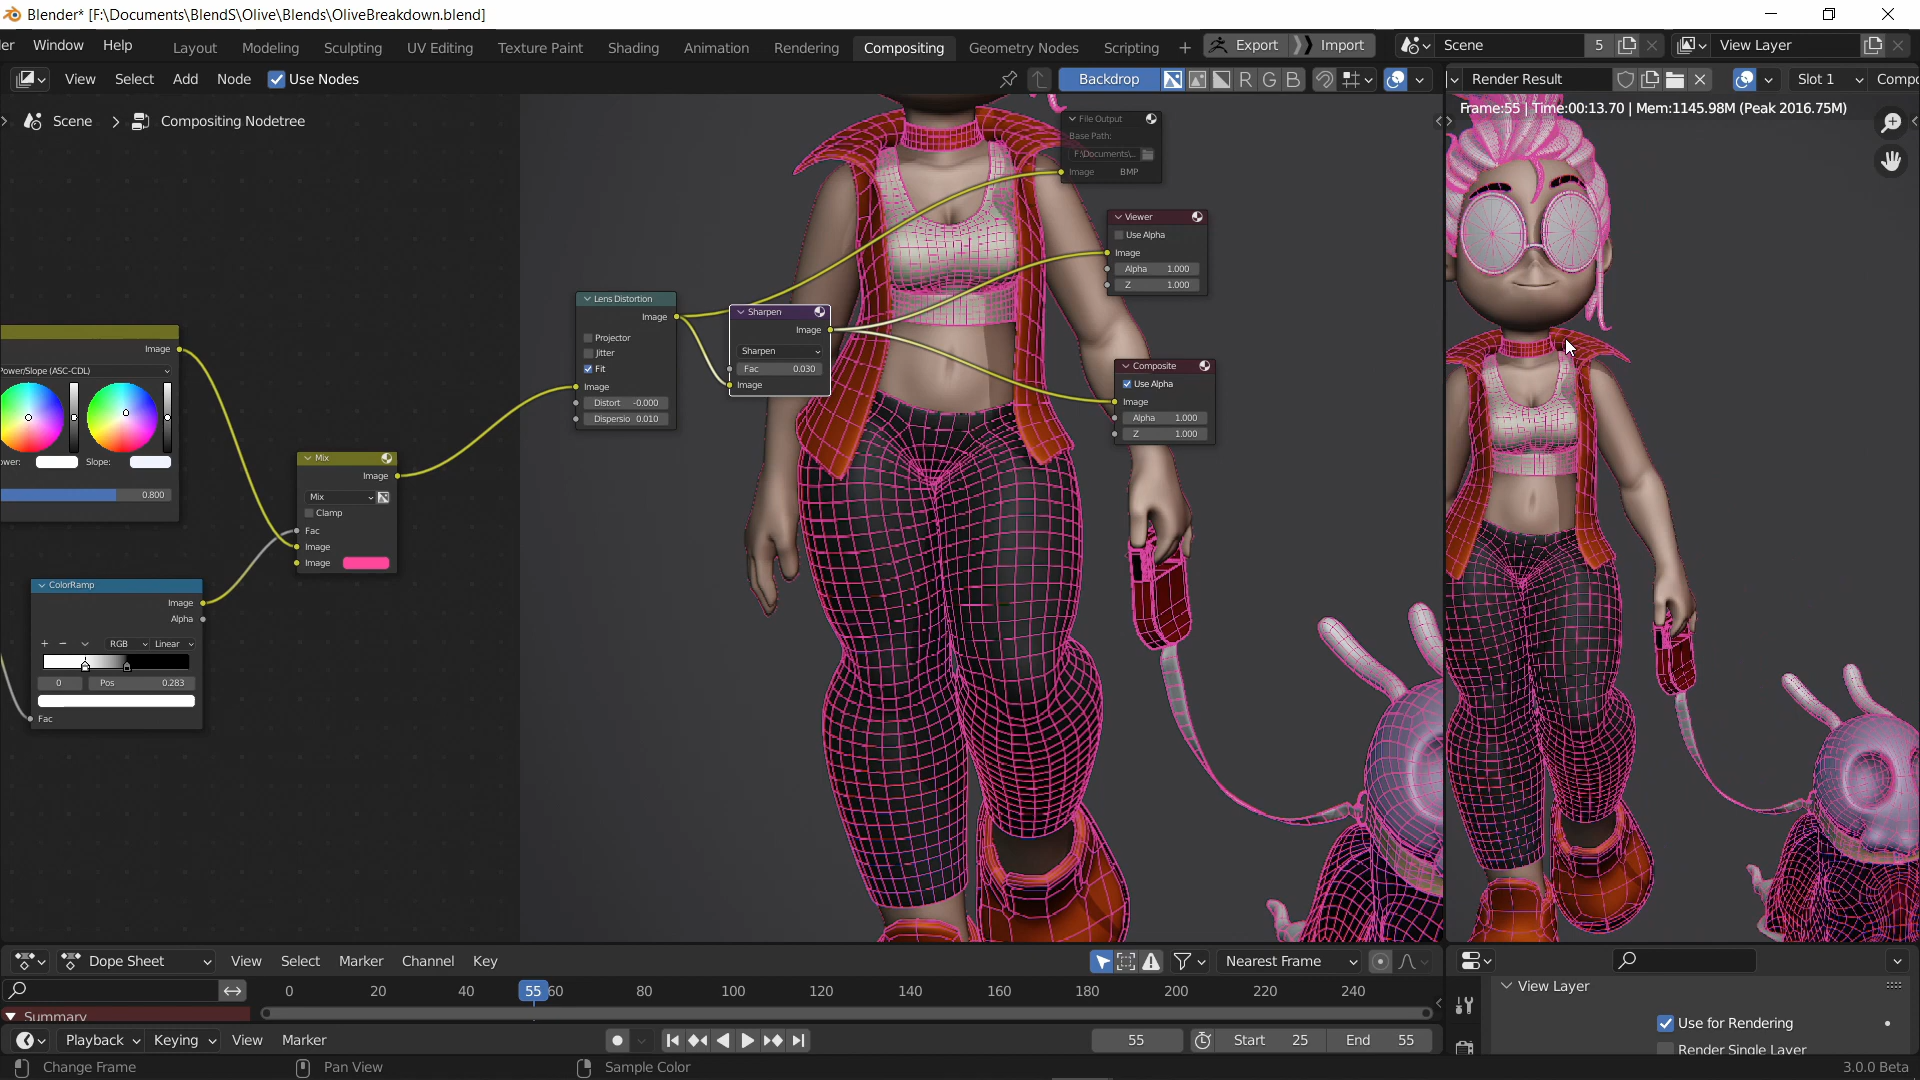 Blender* [F:\Documents\BlendS\Olive\Blends\OliveBreakdown.blend]
er Window Help Layout Modeling Sculpting UV Editing Texture Paint Shading Animation Rendering Compositing Geometry Nodes Scripting + Export Import Scene 5 View Layer
View Select Add Node Use Nodes Backdrop R G B Render Result Slot 1 Compo
Scene > Compositing Nodetree
Frame:55 | Time:00:13.70 | Mem:1145.98M (Peak 2016.75M)
File Output
Base Path:
F:\Documents\...
Image BMP
Viewer
Use Alpha
Image
Alpha 1.000
Z 1.000
Lens Distortion
Image
Projector
Jitter
Fit
Image
Distort -0.000
Dispersio 0.010
Sharpen
Image
Sharpen
Fac 0.030
Image
Composite
Use Alpha
Image
Alpha 1.000
Z 1.000
Image
Power/Slope (ASC-CDL)
ower: Slope:
0.800
Mix
Image
Mix
Clamp
Fac
Image
Image
ColorRamp
Image
Alpha
+ − RGB Linear
0 Pos 0.283
Fac
Dope Sheet View Select Marker Channel Key Nearest Frame
0 20 40 55 60 80 100 120 140 160 180 200 220 240
Summary
Playback Keying View Marker 55 Start 25 End 55
View Layer
Use for Rendering
Render Single Layer
Change Frame Pan View Sample Color 3.0.0 Beta